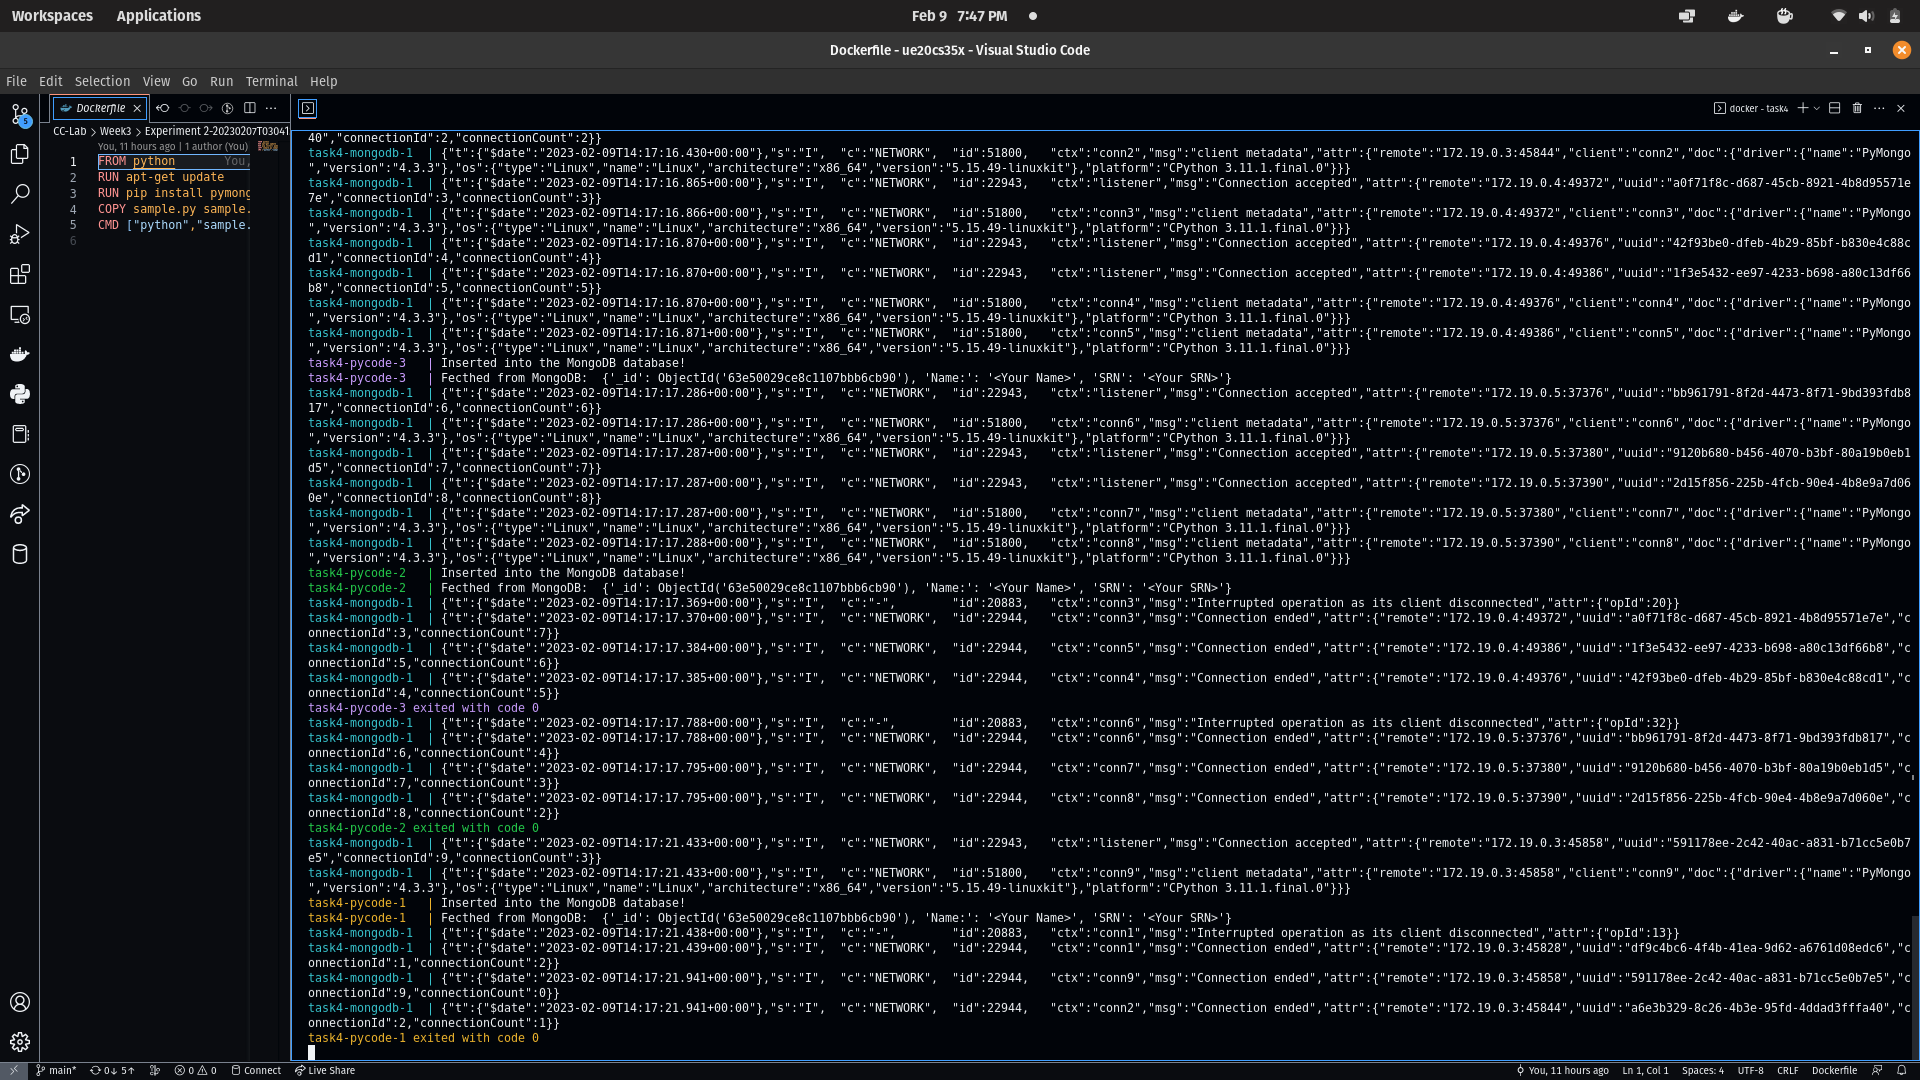 Workspaces Applications Feb 9 7:47 PM
Dockerfile - ue20cs35x - Visual Studio Code
File Edit Selection View Go Run Terminal Help
Dockerfile
docker - task4
CC-Lab > Week3 > Experiment 2-20230207T03041
You, 11 hours ago | 1 author (You)
1 FROM python You,
2 RUN apt-get update
3 RUN pip install pymong
4 COPY sample.py sample.
5 CMD ["python","sample.
6
40","connectionId":2,"connectionCount":2}}
task4-mongodb-1 | {"t":{"$date":"2023-02-09T14:17:16.430+00:00"},"s":"I", "c":"NETWORK", "id":51800, "ctx":"conn2","msg":"client metadata","attr":{"remote":"172.19.0.3:45844","client":"conn2","doc":{"driver":{"name":"PyMongo
","version":"4.3.3"},"os":{"type":"Linux","name":"Linux","architecture":"x86_64","version":"5.15.49-linuxkit"},"platform":"CPython 3.11.1.final.0"}}}
task4-mongodb-1 | {"t":{"$date":"2023-02-09T14:17:16.865+00:00"},"s":"I", "c":"NETWORK", "id":22943, "ctx":"listener","msg":"Connection accepted","attr":{"remote":"172.19.0.4:49372","uuid":"a0f71f8c-d687-45cb-8921-4b8d95571e
7e","connectionId":3,"connectionCount":3}}
task4-mongodb-1 | {"t":{"$date":"2023-02-09T14:17:16.866+00:00"},"s":"I", "c":"NETWORK", "id":51800, "ctx":"conn3","msg":"client metadata","attr":{"remote":"172.19.0.4:49372","client":"conn3","doc":{"driver":{"name":"PyMongo
","version":"4.3.3"},"os":{"type":"Linux","name":"Linux","architecture":"x86_64","version":"5.15.49-linuxkit"},"platform":"CPython 3.11.1.final.0"}}}
task4-mongodb-1 | {"t":{"$date":"2023-02-09T14:17:16.870+00:00"},"s":"I", "c":"NETWORK", "id":22943, "ctx":"listener","msg":"Connection accepted","attr":{"remote":"172.19.0.4:49376","uuid":"42f93be0-dfeb-4b29-85bf-b830e4c88c
d1","connectionId":4,"connectionCount":4}}
task4-mongodb-1 | {"t":{"$date":"2023-02-09T14:17:16.870+00:00"},"s":"I", "c":"NETWORK", "id":22943, "ctx":"listener","msg":"Connection accepted","attr":{"remote":"172.19.0.4:49386","uuid":"1f3e5432-ee97-4233-b698-a80c13df66
b8","connectionId":5,"connectionCount":5}}
task4-mongodb-1 | {"t":{"$date":"2023-02-09T14:17:16.870+00:00"},"s":"I", "c":"NETWORK", "id":51800, "ctx":"conn4","msg":"client metadata","attr":{"remote":"172.19.0.4:49376","client":"conn4","doc":{"driver":{"name":"PyMongo
","version":"4.3.3"},"os":{"type":"Linux","name":"Linux","architecture":"x86_64","version":"5.15.49-linuxkit"},"platform":"CPython 3.11.1.final.0"}}}
task4-mongodb-1 | {"t":{"$date":"2023-02-09T14:17:16.871+00:00"},"s":"I", "c":"NETWORK", "id":51800, "ctx":"conn5","msg":"client metadata","attr":{"remote":"172.19.0.4:49386","client":"conn5","doc":{"driver":{"name":"PyMongo
","version":"4.3.3"},"os":{"type":"Linux","name":"Linux","architecture":"x86_64","version":"5.15.49-linuxkit"},"platform":"CPython 3.11.1.final.0"}}}
task4-pycode-3 | Inserted into the MongoDB database!
task4-pycode-3 | Fecthed from MongoDB: {'_id': ObjectId('63e50029ce8c1107bbb6cb90'), 'Name:': '<Your Name>', 'SRN': '<Your SRN>'}
task4-mongodb-1 | {"t":{"$date":"2023-02-09T14:17:17.286+00:00"},"s":"I", "c":"NETWORK", "id":22943, "ctx":"listener","msg":"Connection accepted","attr":{"remote":"172.19.0.5:37376","uuid":"bb961791-8f2d-4473-8f71-9bd393fdb8
17","connectionId":6,"connectionCount":6}}
task4-mongodb-1 | {"t":{"$date":"2023-02-09T14:17:17.286+00:00"},"s":"I", "c":"NETWORK", "id":51800, "ctx":"conn6","msg":"client metadata","attr":{"remote":"172.19.0.5:37376","client":"conn6","doc":{"driver":{"name":"PyMongo
","version":"4.3.3"},"os":{"type":"Linux","name":"Linux","architecture":"x86_64","version":"5.15.49-linuxkit"},"platform":"CPython 3.11.1.final.0"}}}
task4-mongodb-1 | {"t":{"$date":"2023-02-09T14:17:17.287+00:00"},"s":"I", "c":"NETWORK", "id":22943, "ctx":"listener","msg":"Connection accepted","attr":{"remote":"172.19.0.5:37380","uuid":"9120b680-b456-4070-b3bf-80a19b0eb1
d5","connectionId":7,"connectionCount":7}}
task4-mongodb-1 | {"t":{"$date":"2023-02-09T14:17:17.287+00:00"},"s":"I", "c":"NETWORK", "id":22943, "ctx":"listener","msg":"Connection accepted","attr":{"remote":"172.19.0.5:37390","uuid":"2d15f856-225b-4fcb-90e4-4b8e9a7d06
0e","connectionId":8,"connectionCount":8}}
task4-mongodb-1 | {"t":{"$date":"2023-02-09T14:17:17.287+00:00"},"s":"I", "c":"NETWORK", "id":51800, "ctx":"conn7","msg":"client metadata","attr":{"remote":"172.19.0.5:37380","client":"conn7","doc":{"driver":{"name":"PyMongo
","version":"4.3.3"},"os":{"type":"Linux","name":"Linux","architecture":"x86_64","version":"5.15.49-linuxkit"},"platform":"CPython 3.11.1.final.0"}}}
task4-mongodb-1 | {"t":{"$date":"2023-02-09T14:17:17.288+00:00"},"s":"I", "c":"NETWORK", "id":51800, "ctx":"conn8","msg":"client metadata","attr":{"remote":"172.19.0.5:37390","client":"conn8","doc":{"driver":{"name":"PyMongo
","version":"4.3.3"},"os":{"type":"Linux","name":"Linux","architecture":"x86_64","version":"5.15.49-linuxkit"},"platform":"CPython 3.11.1.final.0"}}}
task4-pycode-2 | Inserted into the MongoDB database!
task4-pycode-2 | Fecthed from MongoDB: {'_id': ObjectId('63e50029ce8c1107bbb6cb90'), 'Name:': '<Your Name>', 'SRN': '<Your SRN>'}
task4-mongodb-1 | {"t":{"$date":"2023-02-09T14:17:17.369+00:00"},"s":"I", "c":"-", "id":20883, "ctx":"conn3","msg":"Interrupted operation as its client disconnected","attr":{"opId":20}}
task4-mongodb-1 | {"t":{"$date":"2023-02-09T14:17:17.370+00:00"},"s":"I", "c":"NETWORK", "id":22944, "ctx":"conn3","msg":"Connection ended","attr":{"remote":"172.19.0.4:49372","uuid":"a0f71f8c-d687-45cb-8921-4b8d95571e7e","c
onnectionId":3,"connectionCount":7}}
task4-mongodb-1 | {"t":{"$date":"2023-02-09T14:17:17.384+00:00"},"s":"I", "c":"NETWORK", "id":22944, "ctx":"conn5","msg":"Connection ended","attr":{"remote":"172.19.0.4:49386","uuid":"1f3e5432-ee97-4233-b698-a80c13df66b8","c
onnectionId":5,"connectionCount":6}}
task4-mongodb-1 | {"t":{"$date":"2023-02-09T14:17:17.385+00:00"},"s":"I", "c":"NETWORK", "id":22944, "ctx":"conn4","msg":"Connection ended","attr":{"remote":"172.19.0.4:49376","uuid":"42f93be0-dfeb-4b29-85bf-b830e4c88cd1","c
onnectionId":4,"connectionCount":5}}
task4-pycode-3 exited with code 0
task4-mongodb-1 | {"t":{"$date":"2023-02-09T14:17:17.788+00:00"},"s":"I", "c":"-", "id":20883, "ctx":"conn6","msg":"Interrupted operation as its client disconnected","attr":{"opId":32}}
task4-mongodb-1 | {"t":{"$date":"2023-02-09T14:17:17.788+00:00"},"s":"I", "c":"NETWORK", "id":22944, "ctx":"conn6","msg":"Connection ended","attr":{"remote":"172.19.0.5:37376","uuid":"bb961791-8f2d-4473-8f71-9bd393fdb817","c
onnectionId":6,"connectionCount":4}}
task4-mongodb-1 | {"t":{"$date":"2023-02-09T14:17:17.795+00:00"},"s":"I", "c":"NETWORK", "id":22944, "ctx":"conn7","msg":"Connection ended","attr":{"remote":"172.19.0.5:37380","uuid":"9120b680-b456-4070-b3bf-80a19b0eb1d5","c
onnectionId":7,"connectionCount":3}}
task4-mongodb-1 | {"t":{"$date":"2023-02-09T14:17:17.795+00:00"},"s":"I", "c":"NETWORK", "id":22944, "ctx":"conn8","msg":"Connection ended","attr":{"remote":"172.19.0.5:37390","uuid":"2d15f856-225b-4fcb-90e4-4b8e9a7d060e","c
onnectionId":8,"connectionCount":2}}
task4-pycode-2 exited with code 0
task4-mongodb-1 | {"t":{"$date":"2023-02-09T14:17:21.433+00:00"},"s":"I", "c":"NETWORK", "id":22943, "ctx":"listener","msg":"Connection accepted","attr":{"remote":"172.19.0.3:45858","uuid":"591178ee-2c42-40ac-a831-b71cc5e0b7
e5","connectionId":9,"connectionCount":3}}
task4-mongodb-1 | {"t":{"$date":"2023-02-09T14:17:21.433+00:00"},"s":"I", "c":"NETWORK", "id":51800, "ctx":"conn9","msg":"client metadata","attr":{"remote":"172.19.0.3:45858","client":"conn9","doc":{"driver":{"name":"PyMongo
","version":"4.3.3"},"os":{"type":"Linux","name":"Linux","architecture":"x86_64","version":"5.15.49-linuxkit"},"platform":"CPython 3.11.1.final.0"}}}
task4-pycode-1 | Inserted into the MongoDB database!
task4-pycode-1 | Fecthed from MongoDB: {'_id': ObjectId('63e50029ce8c1107bbb6cb90'), 'Name:': '<Your Name>', 'SRN': '<Your SRN>'}
task4-mongodb-1 | {"t":{"$date":"2023-02-09T14:17:21.438+00:00"},"s":"I", "c":"-", "id":20883, "ctx":"conn1","msg":"Interrupted operation as its client disconnected","attr":{"opId":13}}
task4-mongodb-1 | {"t":{"$date":"2023-02-09T14:17:21.439+00:00"},"s":"I", "c":"NETWORK", "id":22944, "ctx":"conn1","msg":"Connection ended","attr":{"remote":"172.19.0.3:45828","uuid":"df9c4bc6-4f4b-41ea-9d62-a6761d08edc6","c
onnectionId":1,"connectionCount":2}}
task4-mongodb-1 | {"t":{"$date":"2023-02-09T14:17:21.941+00:00"},"s":"I", "c":"NETWORK", "id":22944, "ctx":"conn9","msg":"Connection ended","attr":{"remote":"172.19.0.3:45858","uuid":"591178ee-2c42-40ac-a831-b71cc5e0b7e5","c
onnectionId":9,"connectionCount":0}}
task4-mongodb-1 | {"t":{"$date":"2023-02-09T14:17:21.941+00:00"},"s":"I", "c":"NETWORK", "id":22944, "ctx":"conn2","msg":"Connection ended","attr":{"remote":"172.19.0.3:45844","uuid":"a6e3b329-8c26-4b3e-95fd-4ddad3fffa40","c
onnectionId":2,"connectionCount":1}}
task4-pycode-1 exited with code 0
main* 0↓ 5↑ 0 0 Connect Live Share You, 11 hours ago Ln 1, Col 1 Spaces: 4 UTF-8 CRLF Dockerfile